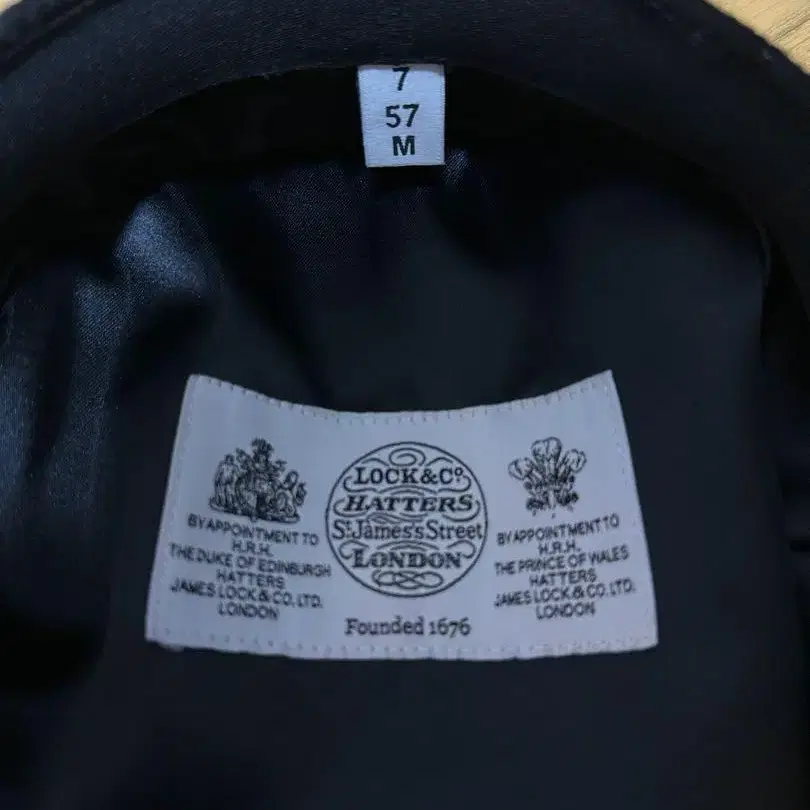 7
57
M
BY APPOINTMENT TO
H.R.H.
THE DUKE OF EDINBURGH
HATTERS
JAMES LOCK & CO. LTD.
LONDON
LOCK & Co.
HATTERS
St James's Street
LONDON
Founded 1676
BY APPOINTMENT TO
H.R.H.
THE PRINCE OF WALES
HATTERS
JAMES LOCK & CO. LTD.
LONDON